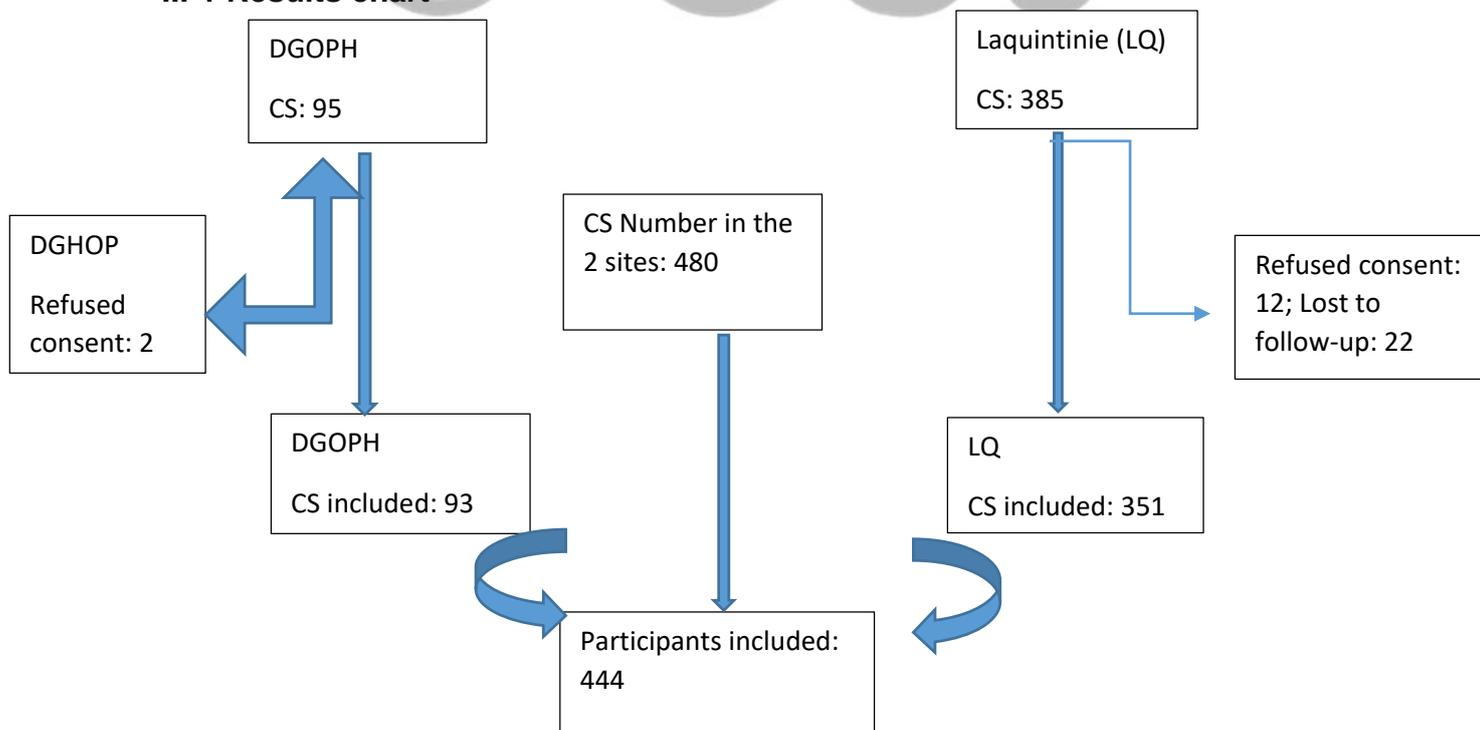 DGOPH
CS: 95
Laquintinie (LQ)
CS: 385
DGHOP
Refused
consent: 2
CS Number in the
2 sites: 480
Refused consent:
12; Lost to
follow-up: 22
DGOPH
CS included: 93
LQ
CS included: 351
Participants included:
444